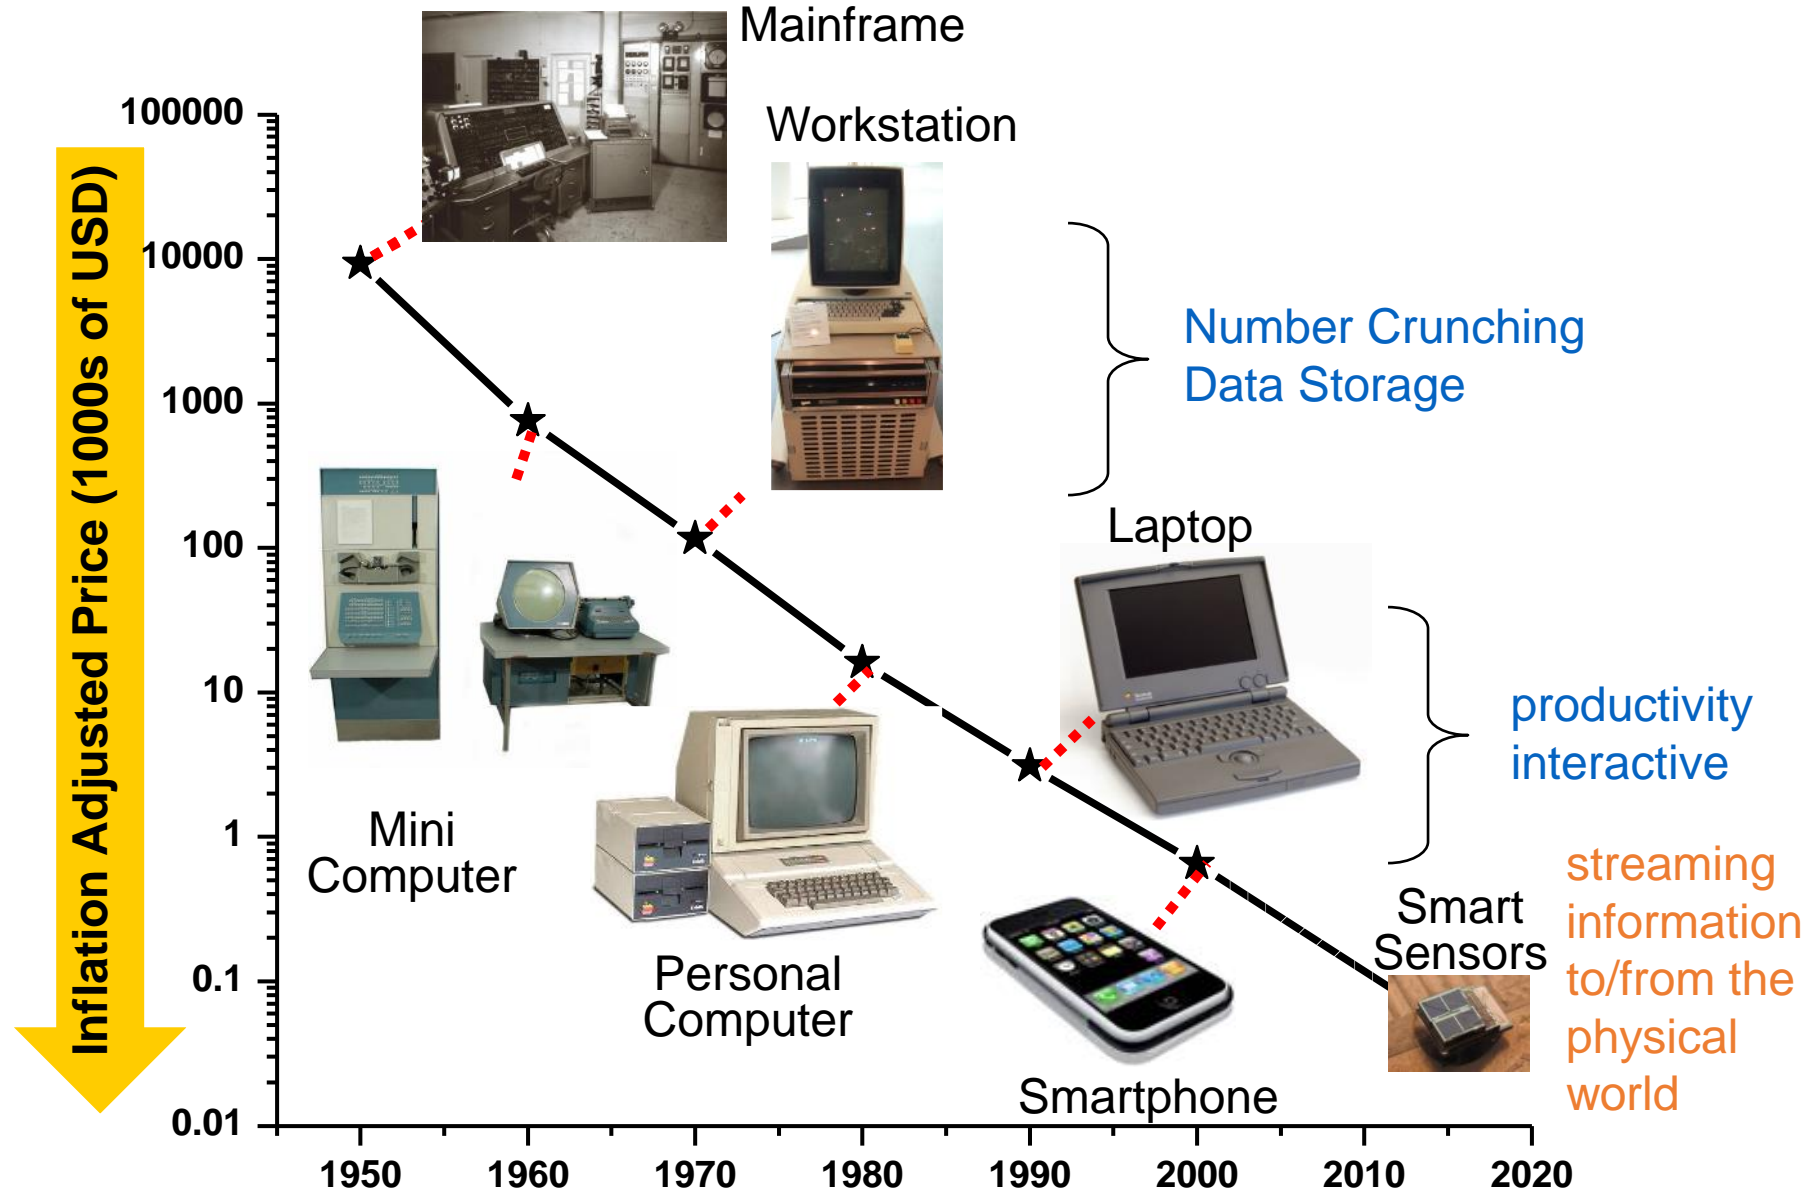 Mainframe
Workstation
100000
10000
1000
100
10
1
0.1
0.01
Inflation Adjusted Price (1000s of USD)
Number Crunching
Data Storage
Laptop
productivity
interactive
Mini
Computer
Personal
Computer
Smartphone
Smart
Sensors
streaming
information
to/from the
physical
world
1950
1960
1970
1980
1990
2000
2010
2020